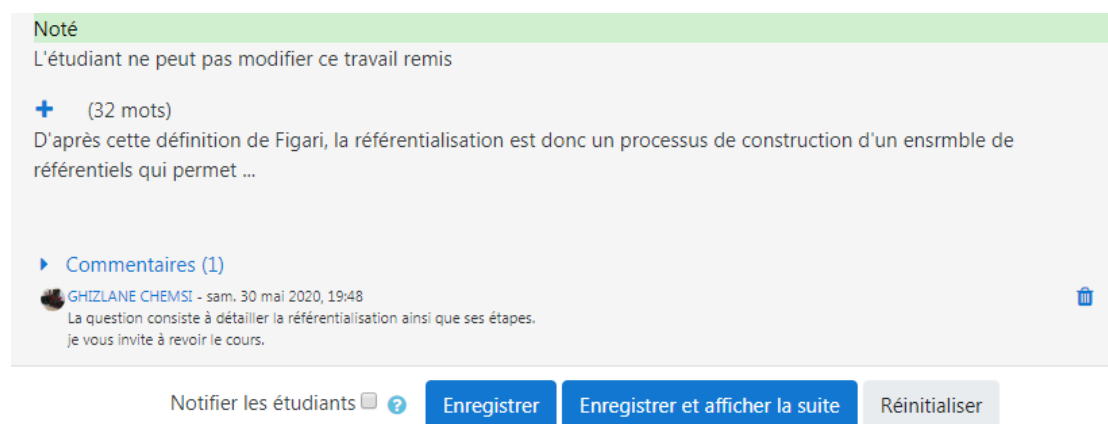 Noté
L'étudiant ne peut pas modifier ce travail remis
(32 mots)
D'après cette définition de Figari, la référentialisation est donc un processus de construction d'un ensrmble de
référentiels qui permet ...
Commentaires (1)
GHIZLANE CHEMSI - sam. 30 mai 2020, 19:48
La question consiste à détailler la référentialisation ainsi que ses étapes.
je vous invite à revoir le cours.
Notifier les étudiants ? Enregistrer Enregistrer et afficher la suite Réinitialiser